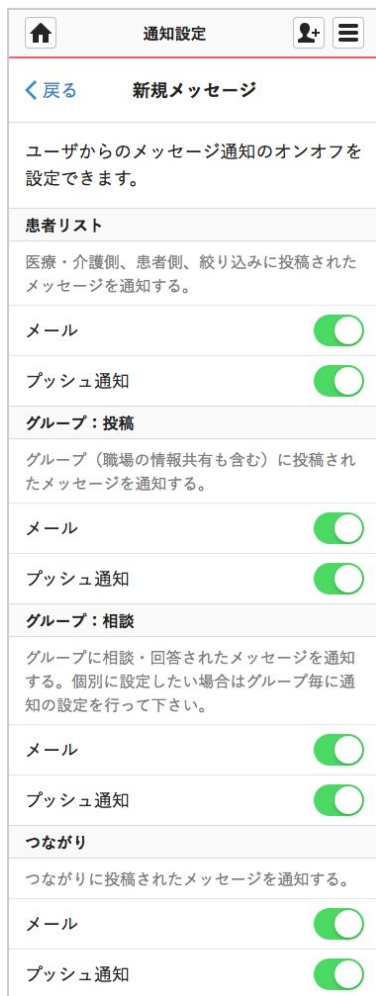 通知設定
戻る
新規メッセージ
ユーザからのメッセージ通知のオンオフを
設定できます。
患者リスト
医療・介護側、患者側、絞り込みに投稿された
メッセージを通知する。
メール
プッシュ通知
グループ：投稿
グループ（職場の情報共有も含む）に投稿され
たメッセージを通知する。
メール
プッシュ通知
グループ：相談
グループに相談・回答されたメッセージを通知
する。個別に設定したい場合はグループ毎に通
知の設定を行って下さい。
メール
プッシュ通知
つながり
つながりに投稿されたメッセージを通知する。
メール
プッシュ通知